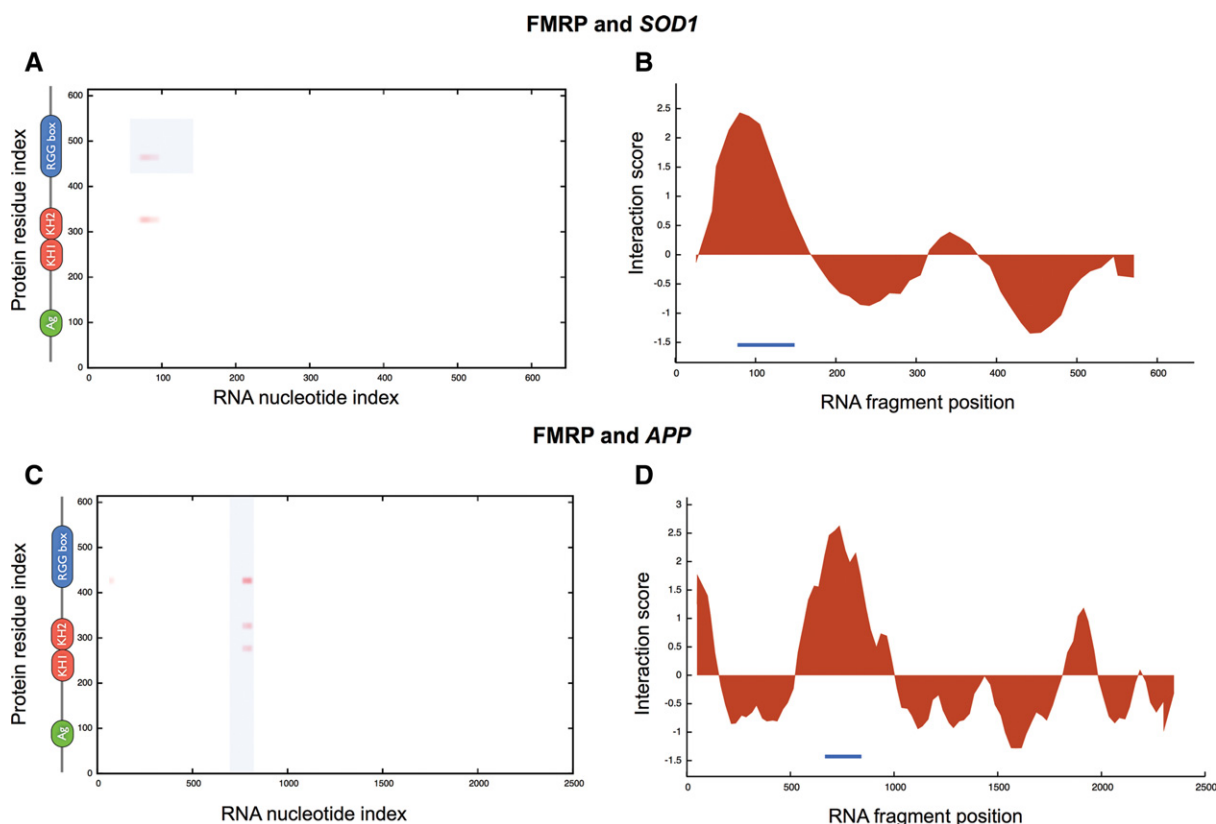 FMRP and SOD1
A
Protein residue index
RGG box
KH2
KH1
Ag
600
500
400
300
200
100
0
0 100 200 300 400 500 600
RNA nucleotide index
B
Interaction score
2.5
2
1.5
1
0.5
0
-0.5
-1
-1.5
0 100 200 300 400 500 600
RNA fragment position
FMRP and APP
C
Protein residue index
RGG box
KH2
KH1
Ag
600
500
400
300
200
100
0
0 500 1000 1500 2000 2500
RNA nucleotide index
D
Interaction score
3
2.5
2
1.5
1
0.5
0
-0.5
-1
-1.5
0 500 1000 1500 2000 2500
RNA fragment position